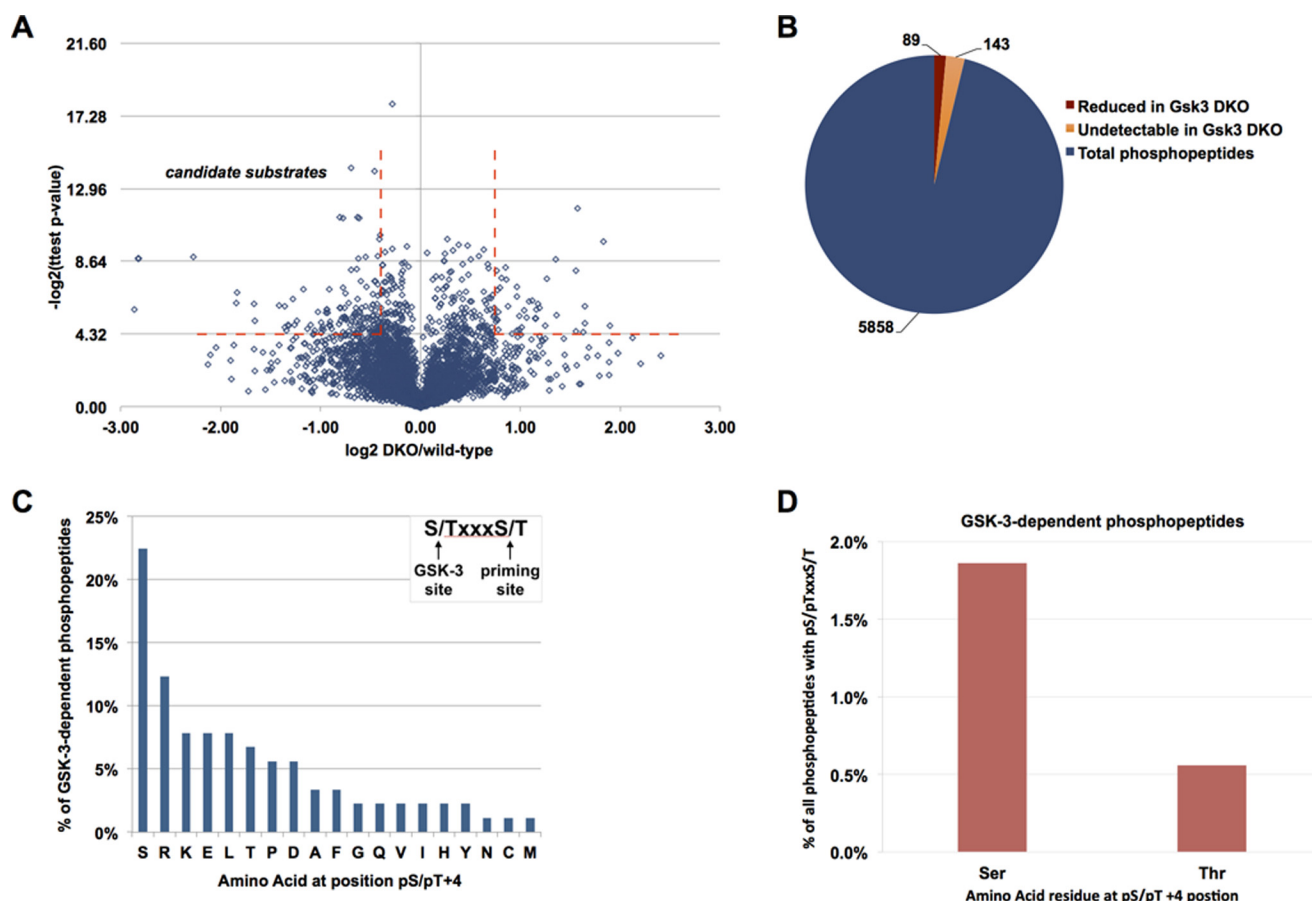 A
21.60
17.28
12.96
8.64
4.32
0.00
-log2(ttest p-value)
candidate substrates
-3.00 -2.00 -1.00 0.00 1.00 2.00 3.00
log2 DKO/wild-type
B
89
143
5858
Reduced in Gsk3 DKO
Undetectable in Gsk3 DKO
Total phosphopeptides
C
25%
20%
15%
10%
5%
0%
% of GSK-3-dependent phosphopeptides
S/TxxxS/T
GSK-3 priming
site site
S R K E L T P D A F G Q V I H Y N C M
Amino Acid at position pS/pT+4
D
GSK-3-dependent phosphopeptides
2.0%
1.5%
1.0%
0.5%
0.0%
% of all phosphopeptides with pS/pTxxxS/T
Ser Thr
Amino Acid residue at pS/pT +4 postion